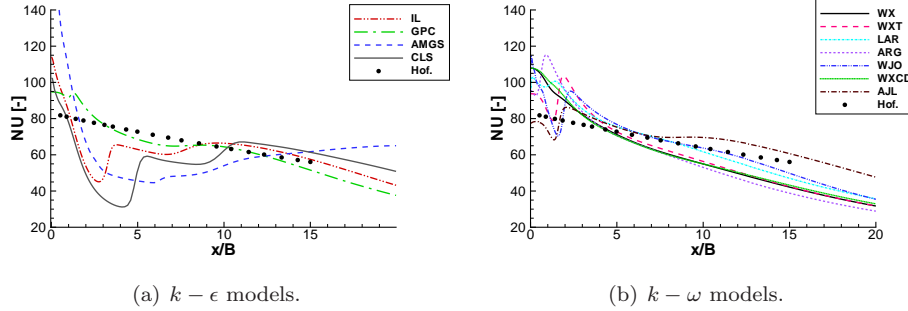 140
120
100
80
60
40
20
NU [-]
0
5
10
15
x/B
IL
GPC
AMGS
CLS
Hof.
(a) k − ϵ models.
140
120
100
80
60
40
20
NU [-]
0
5
10
15
20
x/B
WX
WXT
LAR
ARG
WJO
WXCD
AJL
Hof.
(b) k − ω models.